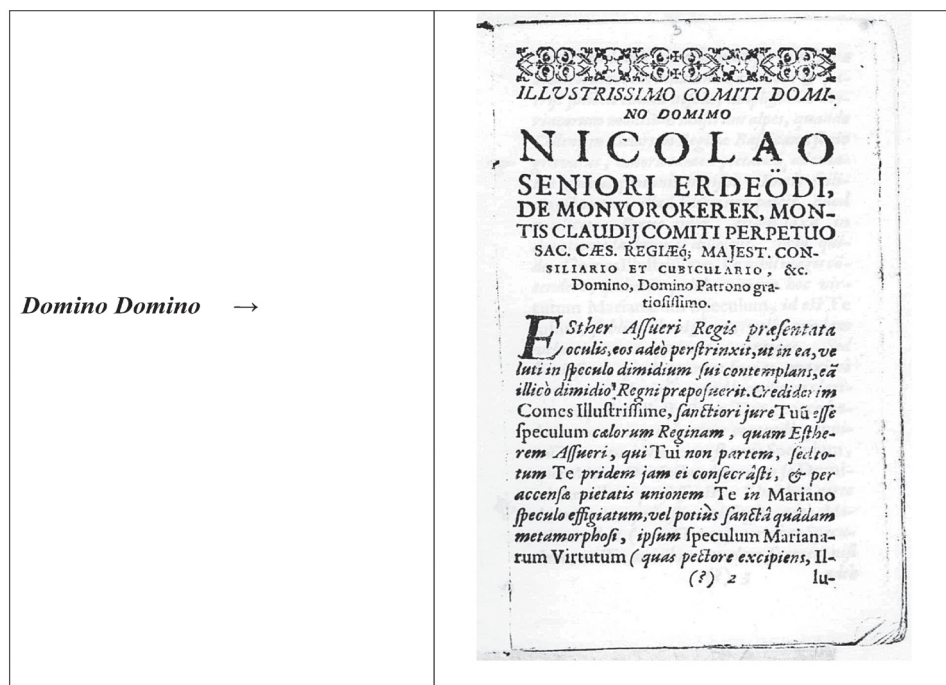 Domino Domino →
3
ILLUSTRISSIMO COMITI DOMI-
NO DOMIMO
NICOLAO
SENIORI ERDEÖDI,
DE MONYOROKEREK, MON-
TIS CLAUDIJ COMITI PERPETUO
SAC. CÆS. REGIÆq́; MAJEST. CON-
SILIARIO ET CUBICULARIO, &c.
Domino, Domino Patrono gra-
tiosiſſimo.
ESther Aſſueri Regis præſentata
oculis, eos adeò perſtrinxit, ut in ea, ve
luti in ſpeculo dimidium ſui contemplans, eã
illicò dimidio Regni præpoſuerit. Crediderim
Comes Illuſtriſſime, ſanctiori jure Tuũ eſſe
ſpeculum cælorum Reginam, quam Eſthe-
rem Aſſueri, qui Tui non partem, ſed to-
tum Te pridem jam ei conſecrâſti, & per
accenſæ pietatis unionem Te in Mariano
ſpeculo effigiatum, vel potiùs ſanctâ quâdam
metamorphoſi, ipſum ſpeculum Mariana-
rum Virtutum (quas pectore excipiens, Il-
(?) 2 lu-